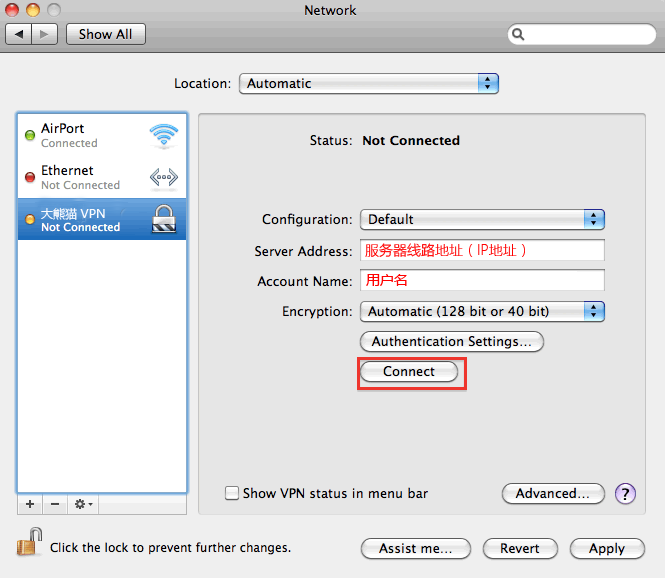 Network
Show All
Location: Automatic
AirPort
Connected
Ethernet
Not Connected
大熊猫 VPN
Not Connected
Status: Not Connected
Configuration: Default
Server Address: 服务器线路地址（IP地址）
Account Name: 用户名
Encryption: Automatic (128 bit or 40 bit)
Authentication Settings...
Connect
Show VPN status in menu bar
Advanced...
?
Click the lock to prevent further changes.
Assist me...
Revert
Apply